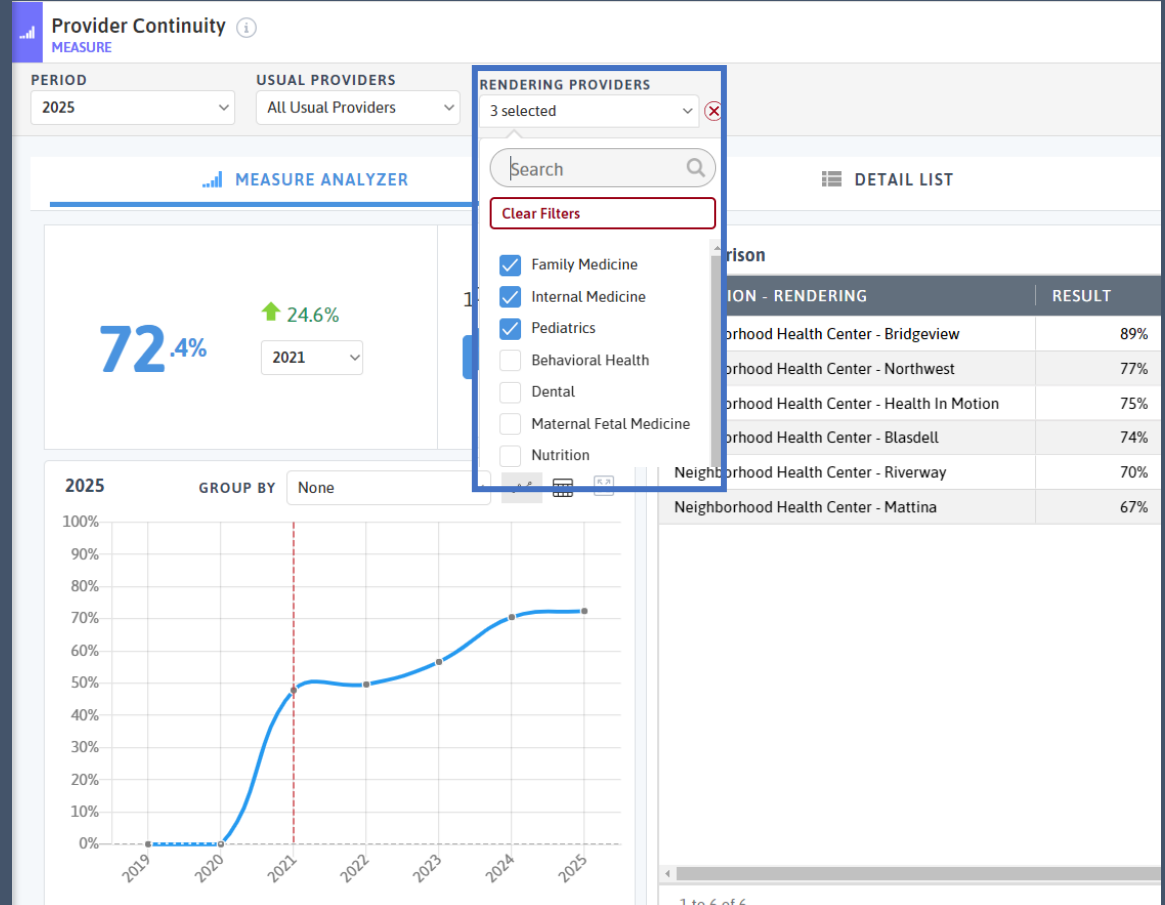 Provider Continuity
MEASURE
PERIOD
2025
USUAL PROVIDERS
All Usual Providers
RENDERING PROVIDERS
3 selected
Search
Clear Filters
Family Medicine
Internal Medicine
Pediatrics
Behavioral Health
Dental
Maternal Fetal Medicine
Nutrition
MEASURE ANALYZER
DETAIL LIST
72.4%
24.6%
2021
rison
ION - RENDERING RESULT
orhood Health Center - Bridgeview 89%
orhood Health Center - Northwest 77%
orhood Health Center - Health In Motion 75%
orhood Health Center - Blasdell 74%
Neighborhood Health Center - Riverway 70%
Neighborhood Health Center - Mattina 67%
2025
GROUP BY None
100%
90%
80%
70%
60%
50%
40%
30%
20%
10%
0%
2019 2020 2021 2022 2023 2024 2025
1 to 6 of 6